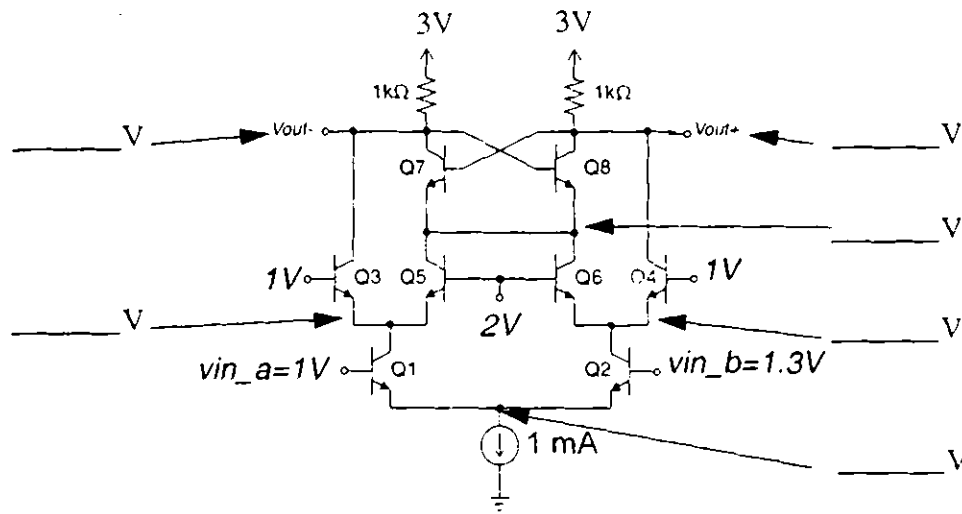 3V 3V
1kΩ 1kΩ
V Vout- Vout+ V
Q7 Q8
V
1V Q3 Q5 Q6 Q4 1V
V 2V V
vin_a=1V Q1 Q2 vin_b=1.3V
1 mA
V